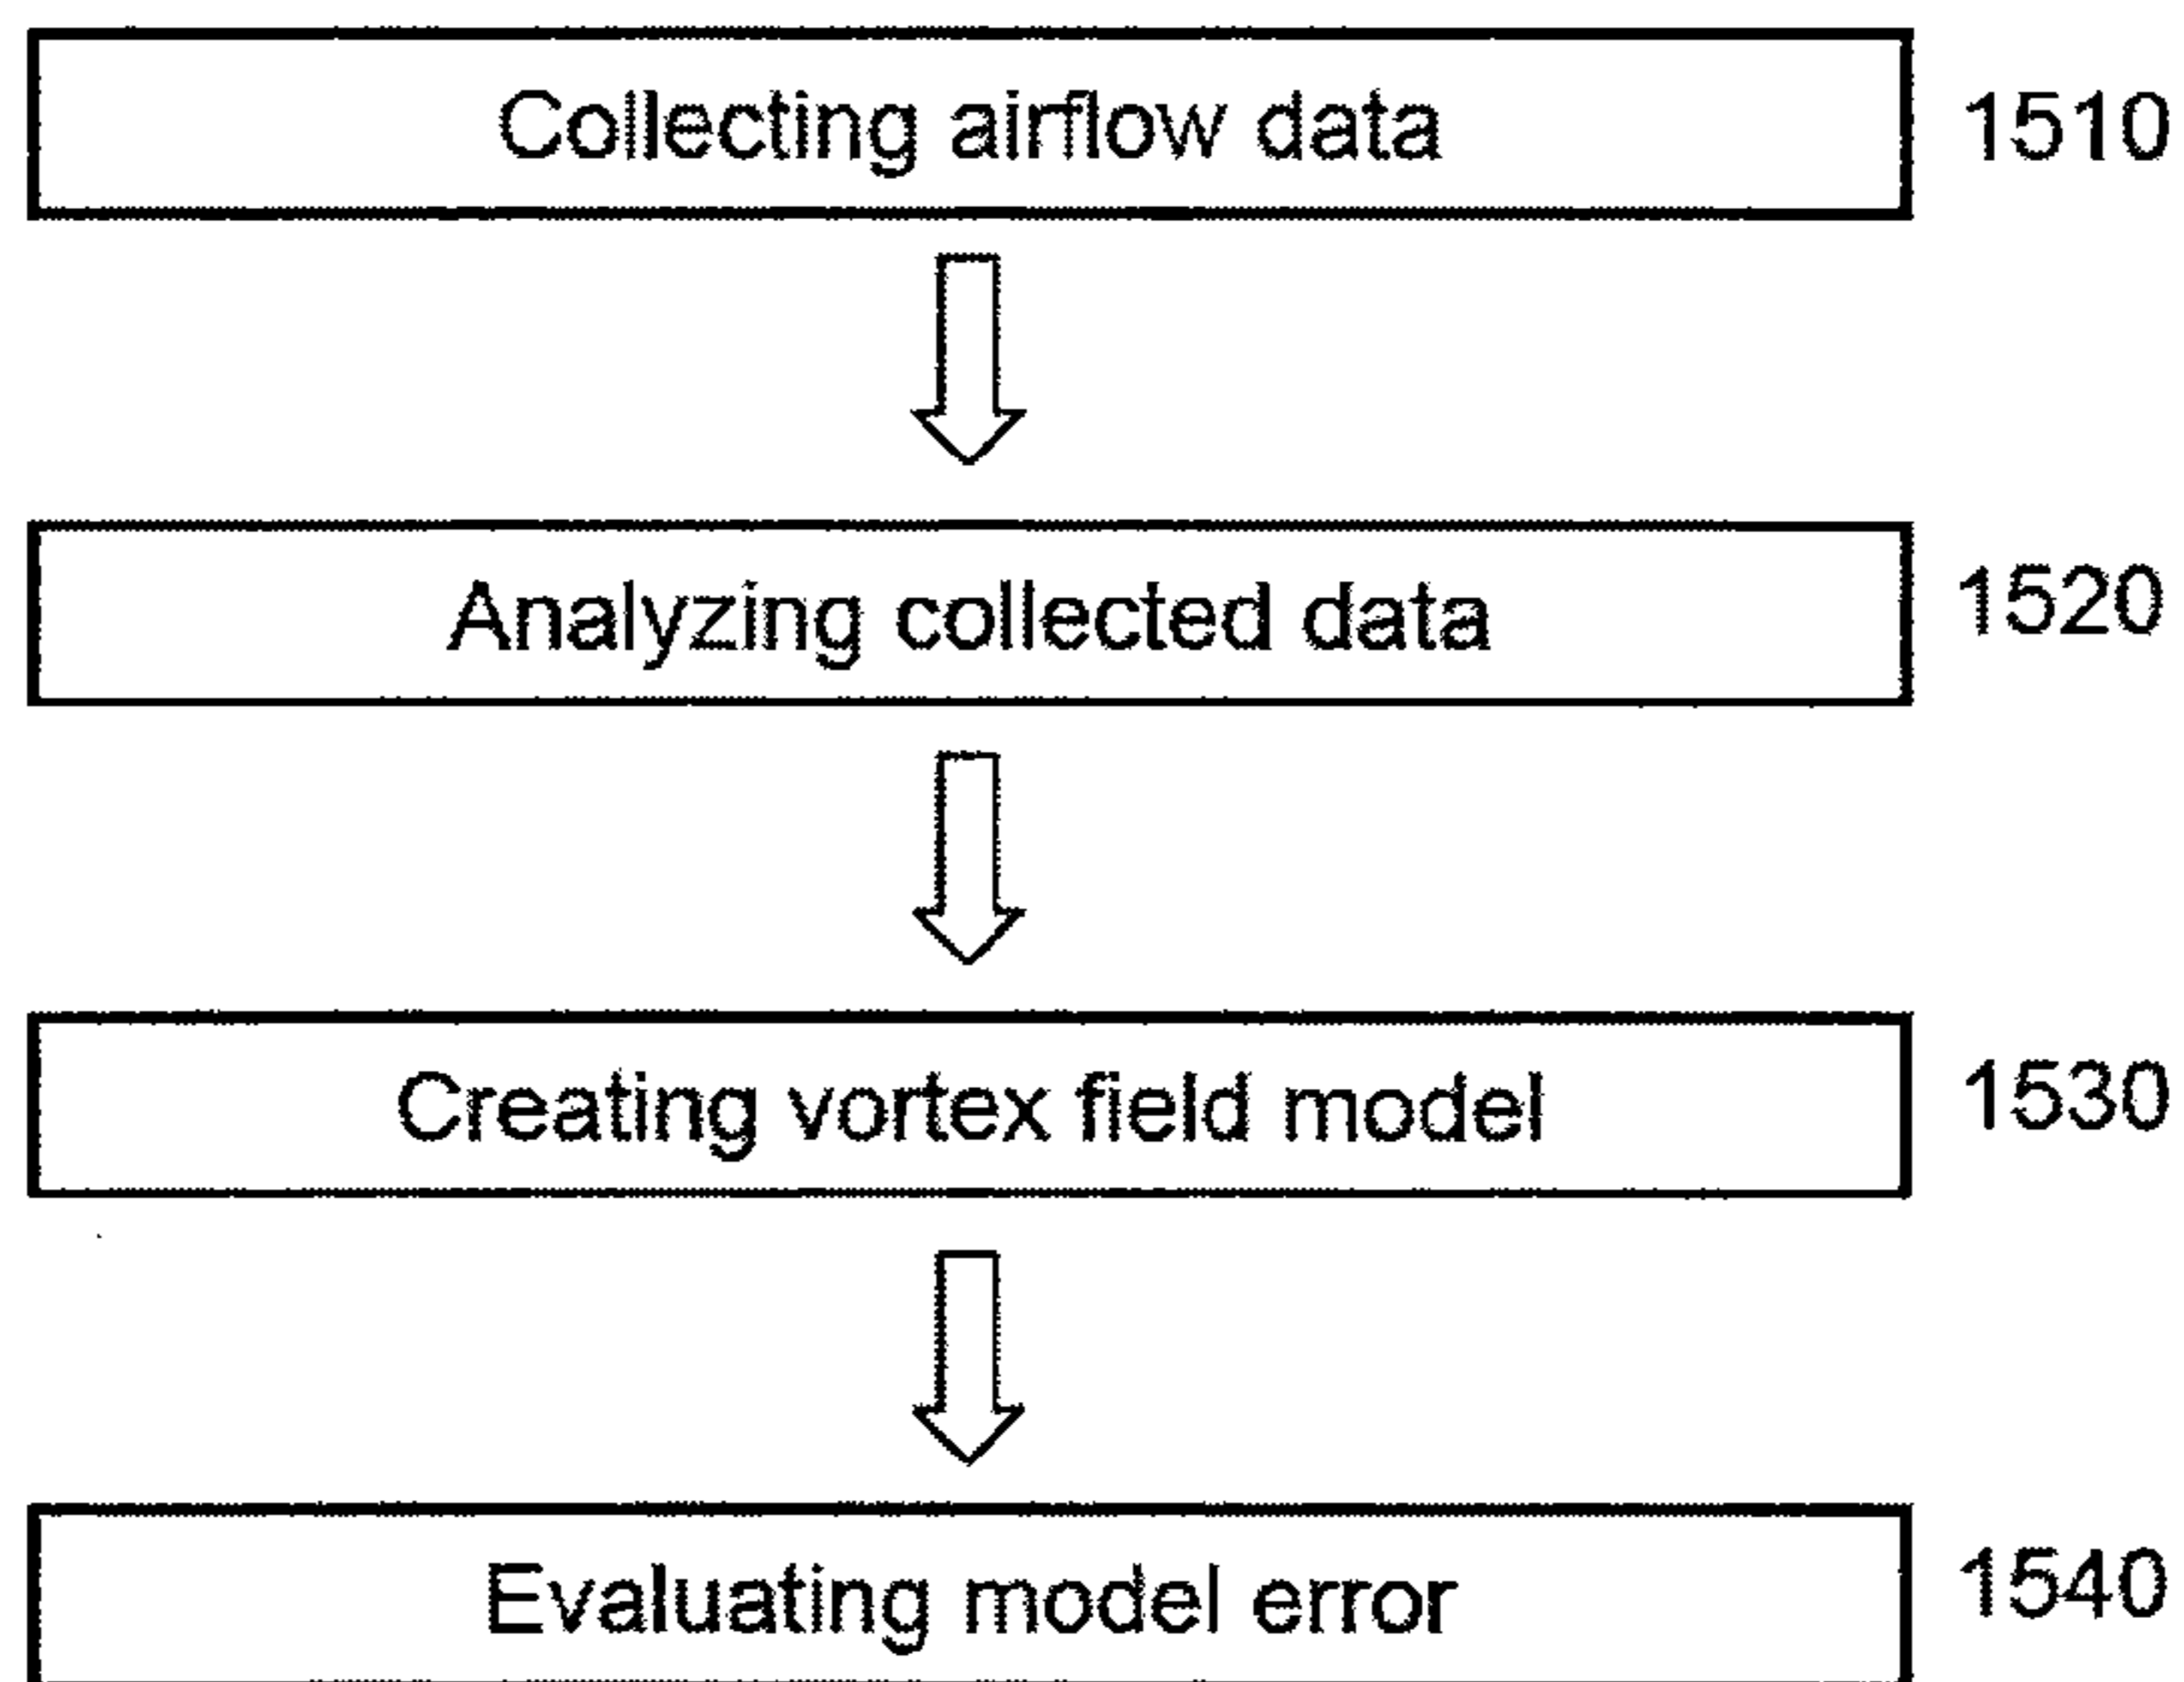 Collecting airflow data 1510
Analyzing collected data 1520
Creating vortex field model 1530
Evaluating model error 1540